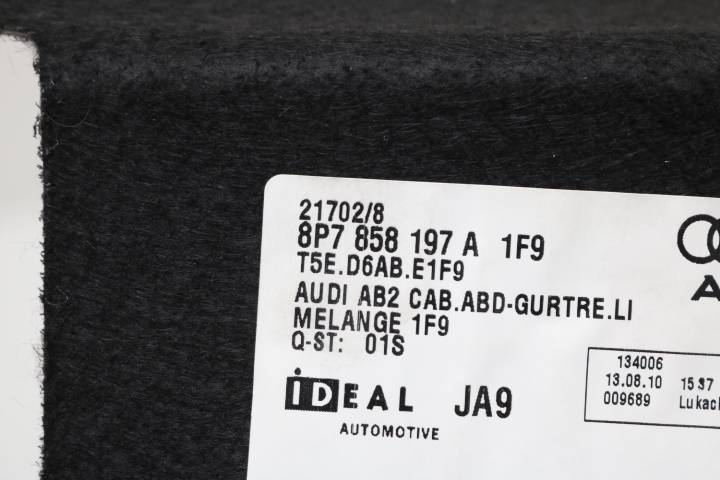 21702/8
8P7 858 197 A 1F9
T5E.D6AB.E1F9
AUDI AB2 CAB.ABD-GURTRE.LI
MELANGE 1F9
Q-ST: 01S
iDEAL JA9
AUTOMOTIVE
134006
13.08.10 15 37
009689